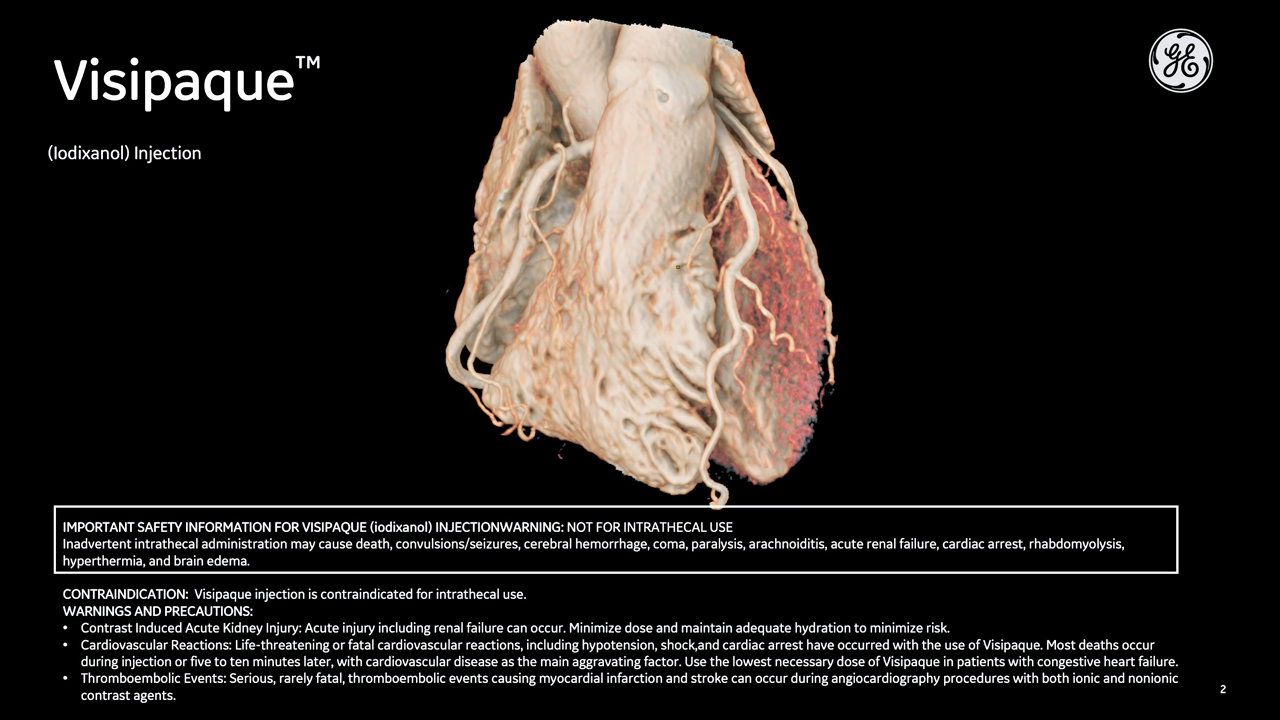 Visipaque™
GE
(Iodixanol) Injection
IMPORTANT SAFETY INFORMATION FOR VISIPAQUE (iodixanol) INJECTIONWARNING: NOT FOR INTRATHECAL USE
Inadvertent intrathecal administration may cause death, convulsions/seizures, cerebral hemorrhage, coma, paralysis, arachnoiditis, acute renal failure, cardiac arrest, rhabdomyolysis,
hyperthermia, and brain edema.
CONTRAINDICATION: Visipaque injection is contraindicated for intrathecal use.
WARNINGS AND PRECAUTIONS:
• Contrast Induced Acute Kidney Injury: Acute injury including renal failure can occur. Minimize dose and maintain adequate hydration to minimize risk.
• Cardiovascular Reactions: Life-threatening or fatal cardiovascular reactions, including hypotension, shock,and cardiac arrest have occurred with the use of Visipaque. Most deaths occur
during injection or five to ten minutes later, with cardiovascular disease as the main aggravating factor. Use the lowest necessary dose of Visipaque in patients with congestive heart failure.
• Thromboembolic Events: Serious, rarely fatal, thromboembolic events causing myocardial infarction and stroke can occur during angiocardiography procedures with both ionic and nonionic
contrast agents.
2